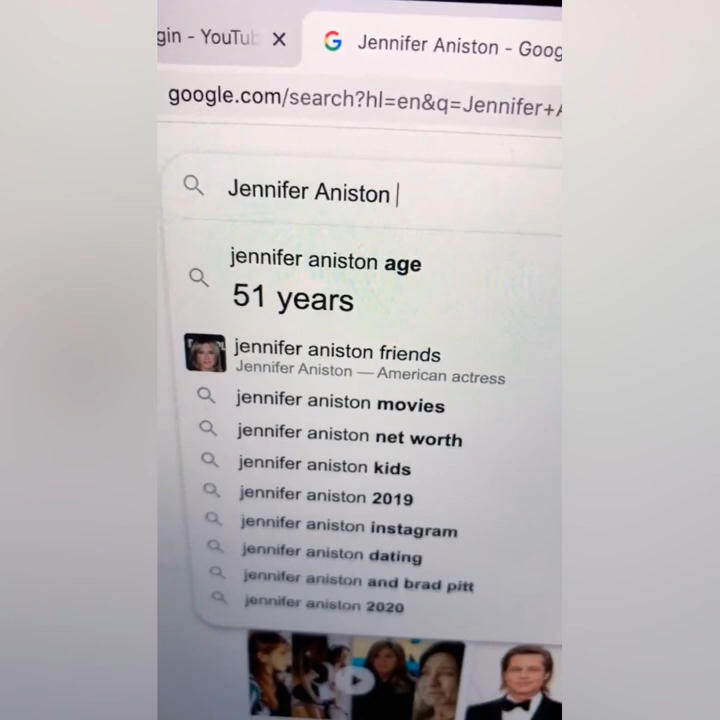 gin - YouTub
Jennifer Aniston - Goog
google.com/search?hl=en&q=Jennifer+A
Jennifer Aniston
jennifer aniston age
51 years
jennifer aniston friends
Jennifer Aniston — American actress
jennifer aniston movies
jennifer aniston net worth
jennifer aniston kids
jennifer aniston 2019
jennifer aniston instagram
jennifer aniston dating
jennifer aniston and brad pitt
jennifer aniston 2020